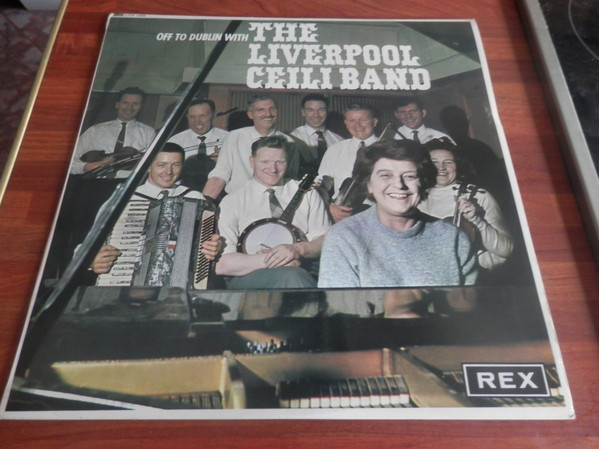 OFF TO DUBLIN WITH
THE
LIVERPOOL
CEILI BAND
REX